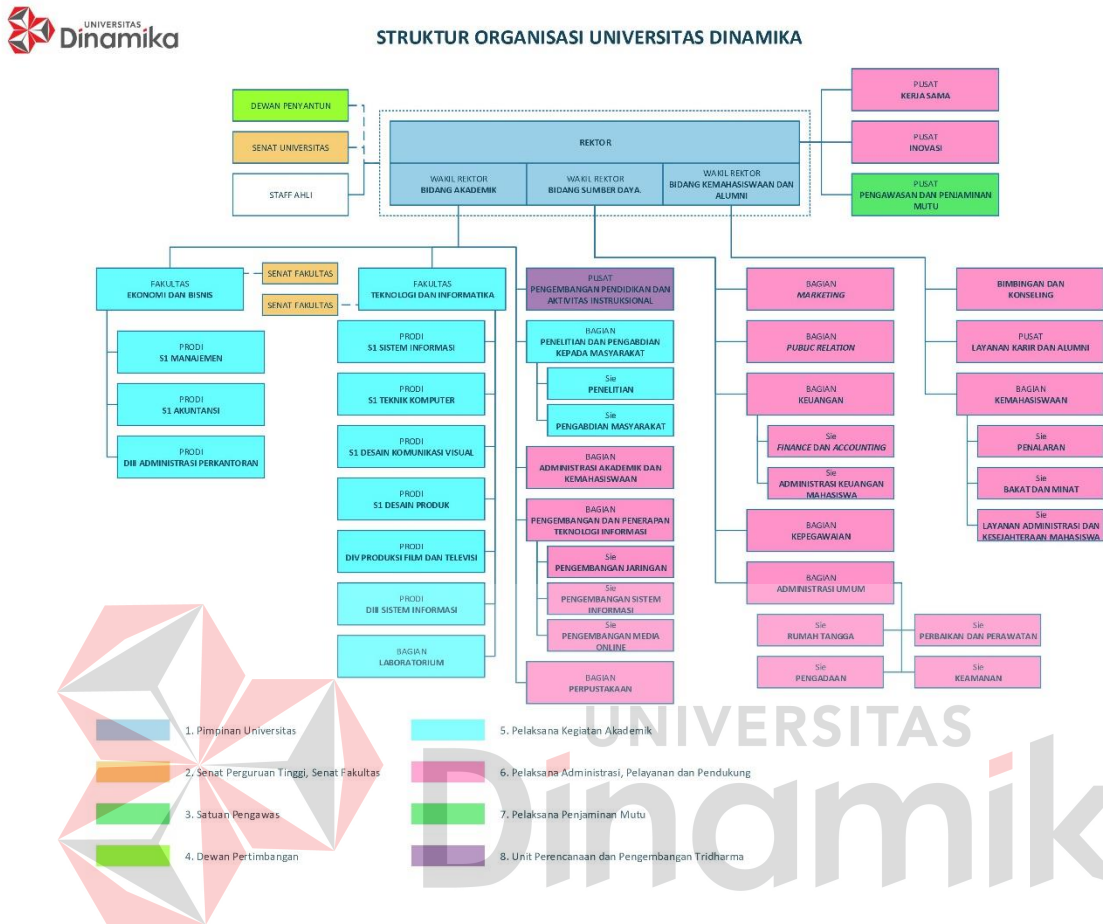 UNIVERSITAS
Dinamika
STRUKTUR ORGANISASI UNIVERSITAS DINAMIKA
DEWAN PENYANTUN
SENAT UNIVERSITAS
STAFF AHLI
REKTOR
WAKIL REKTOR
BIDANG AKADEMIK
WAKIL REKTOR
BIDANG SUMBER DAYA.
WAKIL REKTOR
BIDANG KEMAHASISWAAN DAN
ALUMNI
PUSAT
KERJA SAMA
PUSAT
INOVASI
PUSAT
PENGAWASAN DAN PENJAMINAN
MUTU
FAKULTAS
EKONOMI DAN BISNIS
SENAT FAKULTAS
SENAT FAKULTAS
PRODI
S1 MANAJEMEN
PRODI
S1 AKUNTANSI
PRODI
DIII ADMINISTRASI PERKANTORAN
FAKULTAS
TEKNOLOGI DAN INFORMATIKA
PRODI
S1 SISTEM INFORMASI
PRODI
S1 TEKNIK KOMPUTER
PRODI
S1 DESAIN KOMUNIKASI VISUAL
PRODI
S1 DESAIN PRODUK
PRODI
DIV PRODUKSI FILM DAN TELEVISI
PRODI
DIII SISTEM INFORMASI
BAGIAN
LABORATORIUM
PUSAT
PENGEMBANGAN PENDIDIKAN DAN
AKTIVITAS INSTRUKSIONAL
BAGIAN
PENELITIAN DAN PENGABDIAN
KEPADA MASYARAKAT
Sie
PENELITIAN
Sie
PENGABDIAN MASYARAKAT
BAGIAN
ADMINISTRASI AKADEMIK DAN
KEMAHASISWAAN
BAGIAN
PENGEMBANGAN DAN PENERAPAN
TEKNOLOGI INFORMASI
Sie
PENGEMBANGAN JARINGAN
Sie
PENGEMBANGAN SISTEM
INFORMASI
Sie
PENGEMBANGAN MEDIA
ONLINE
BAGIAN
PERPUSTAKAAN
BAGIAN
MARKETING
BAGIAN
PUBLIC RELATION
BAGIAN
KEUANGAN
Sie
FINANCE DAN ACCOUNTING
Sie
ADMINISTRASI KEUANGAN
MAHASISWA
BAGIAN
KEPEGAWAIAN
BAGIAN
ADMINISTRASI UMUM
Sie
RUMAH TANGGA
Sie
PERBAIKAN DAN PERAWATAN
Sie
PENGADAAN
Sie
KEAMANAN
BIMBINGAN DAN
KONSELING
PUSAT
LAYANAN KARIR DAN ALUMNI
BAGIAN
KEMAHASISWAAN
Sie
PENALARAN
Sie
BAKAT DAN MINAT
Sie
LAYANAN ADMINISTRASI DAN
KESEJAHTERAAN MAHASISWA
1. Pimpinan Universitas
2. Senat Perguruan Tinggi, Senat Fakultas
3. Satuan Pengawas
4. Dewan Pertimbangan
5. Pelaksana Kegiatan Akademik
6. Pelaksana Administrasi, Pelayanan dan Pendukung
7. Pelaksana Penjaminan Mutu
8. Unit Perencanaan dan Pengembangan Tridharma
UNIVERSITAS
Dinamik